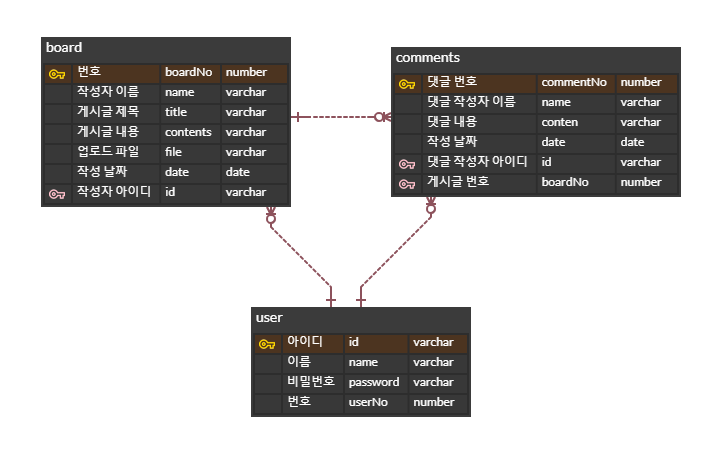 board
번호 boardNo number
작성자 이름 name varchar
게시글 제목 title varchar
게시글 내용 contents varchar
업로드 파일 file varchar
작성 날짜 date date
작성자 아이디 id varchar
comments
댓글 번호 commentNo number
댓글 작성자 이름 name varchar
댓글 내용 conten varchar
작성 날짜 date date
댓글 작성자 아이디 id varchar
게시글 번호 boardNo number
user
아이디 id varchar
이름 name varchar
비밀번호 password varchar
번호 userNo number